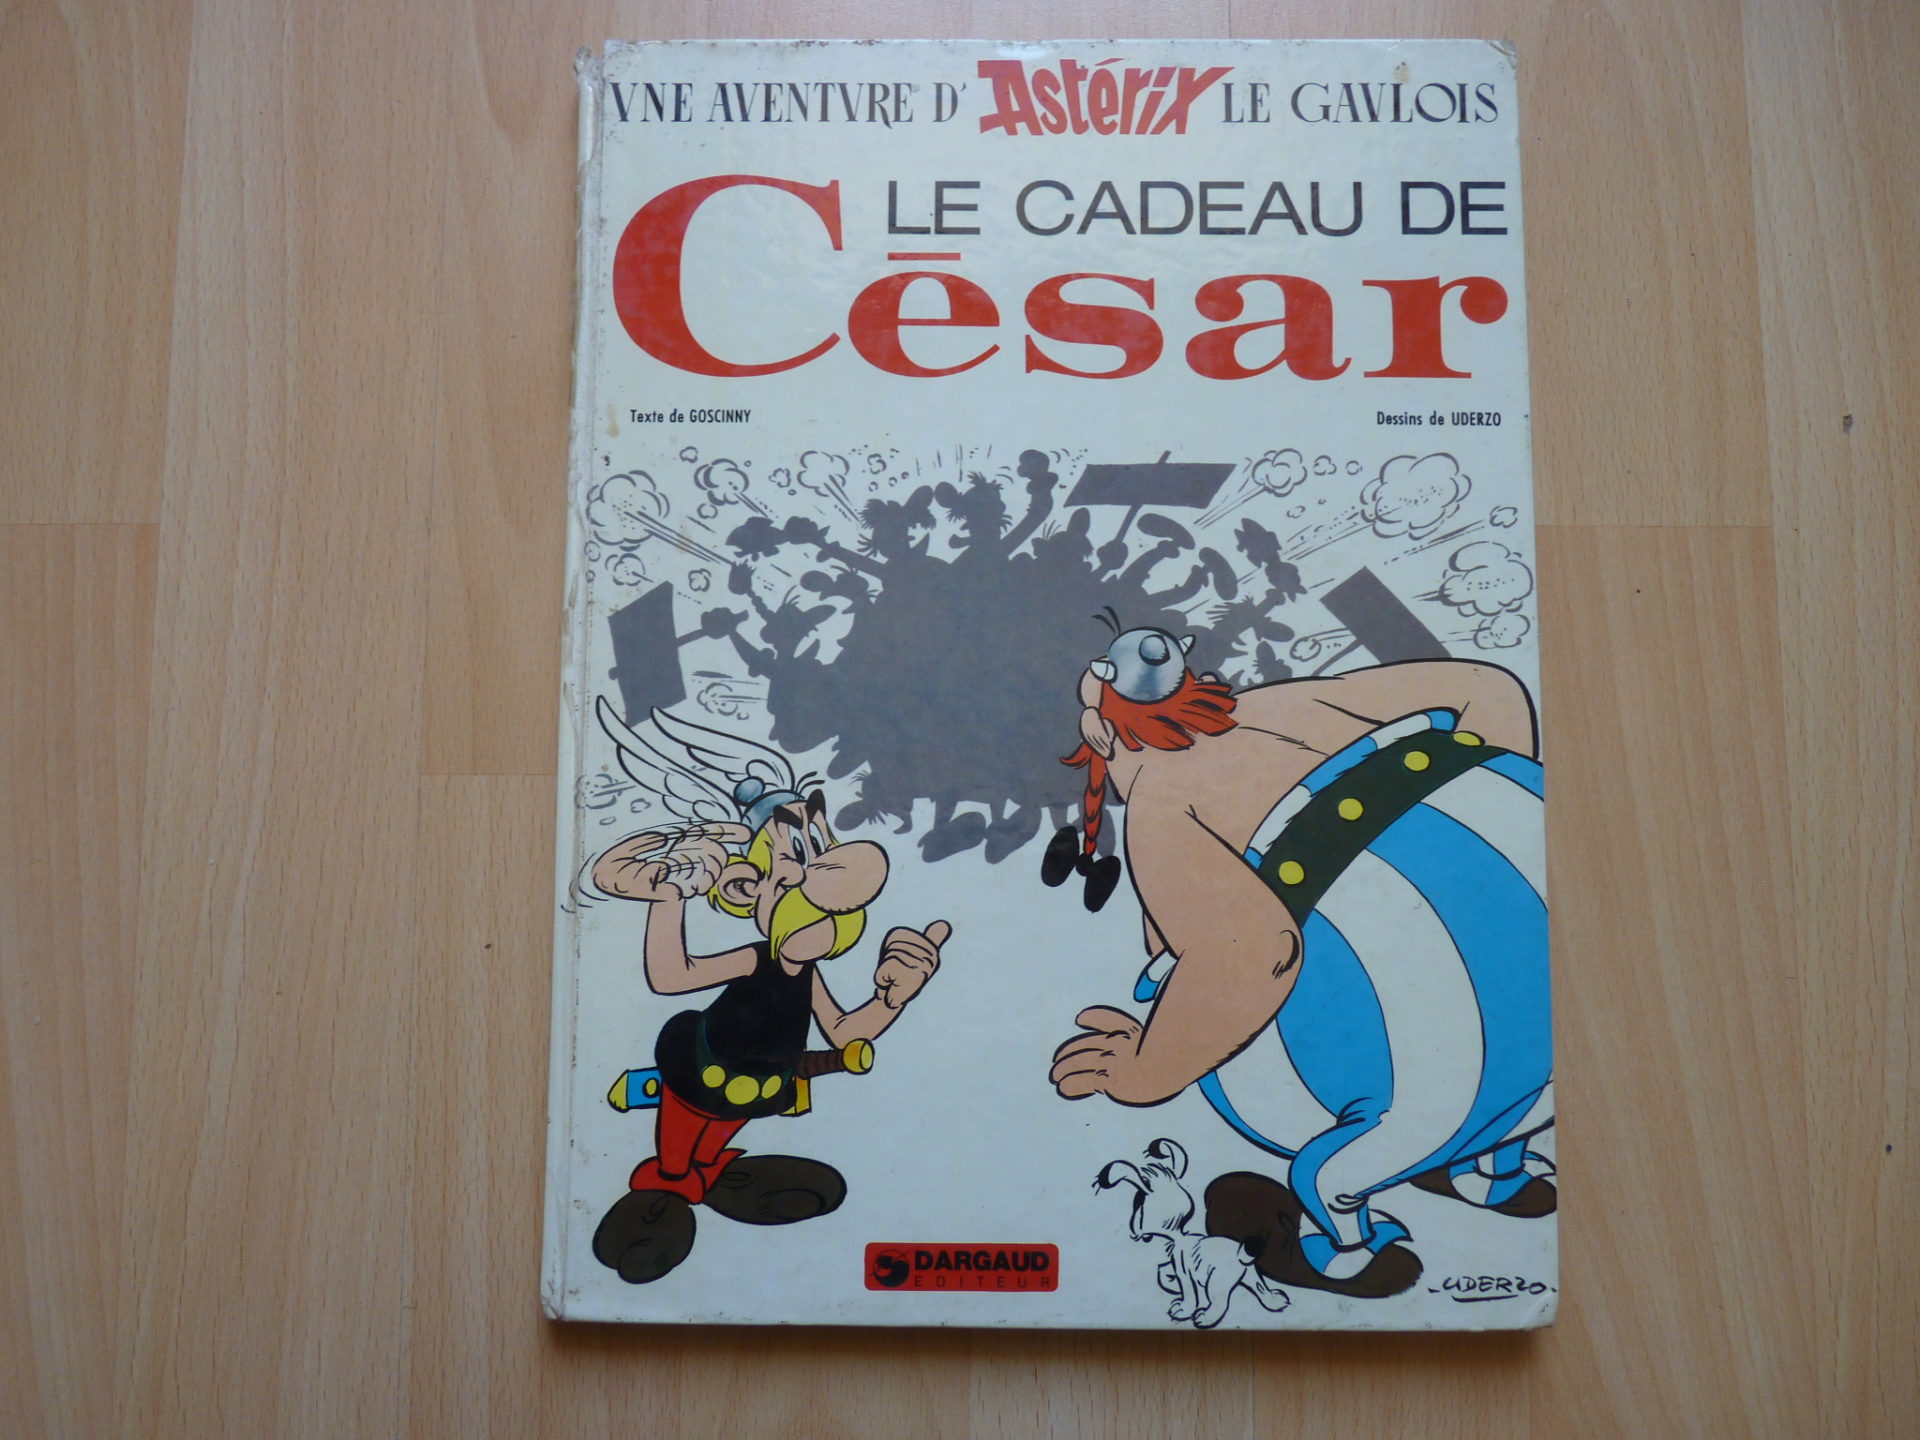 VNE AVENTVRE D' Astérix LE GAVLOIS
LE CADEAU DE
César
Texte de GOSCINNY
Dessins de UDERZO
DARGAUD
EDITEUR
UDERZO